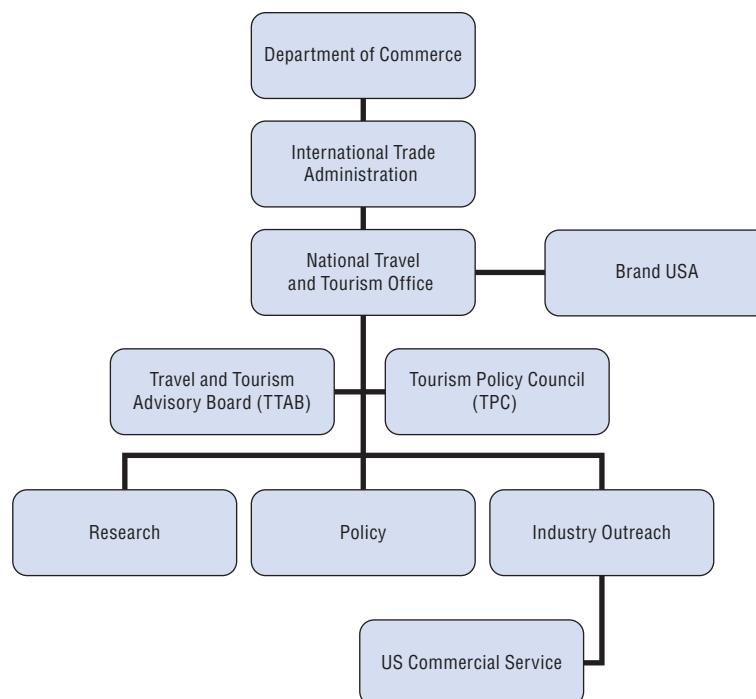 Department of Commerce
International Trade
Administration
National Travel
and Tourism Office
Brand USA
Travel and Tourism
Advisory Board (TTAB)
Tourism Policy Council
(TPC)
Research
Policy
Industry Outreach
US Commercial Service